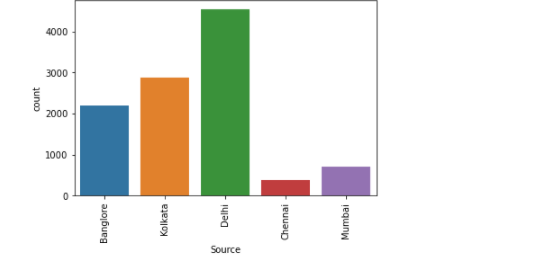 4000
3000
2000
1000
0
count
Banglore
Kolkata
Delhi
Chennai
Mumbai
Source